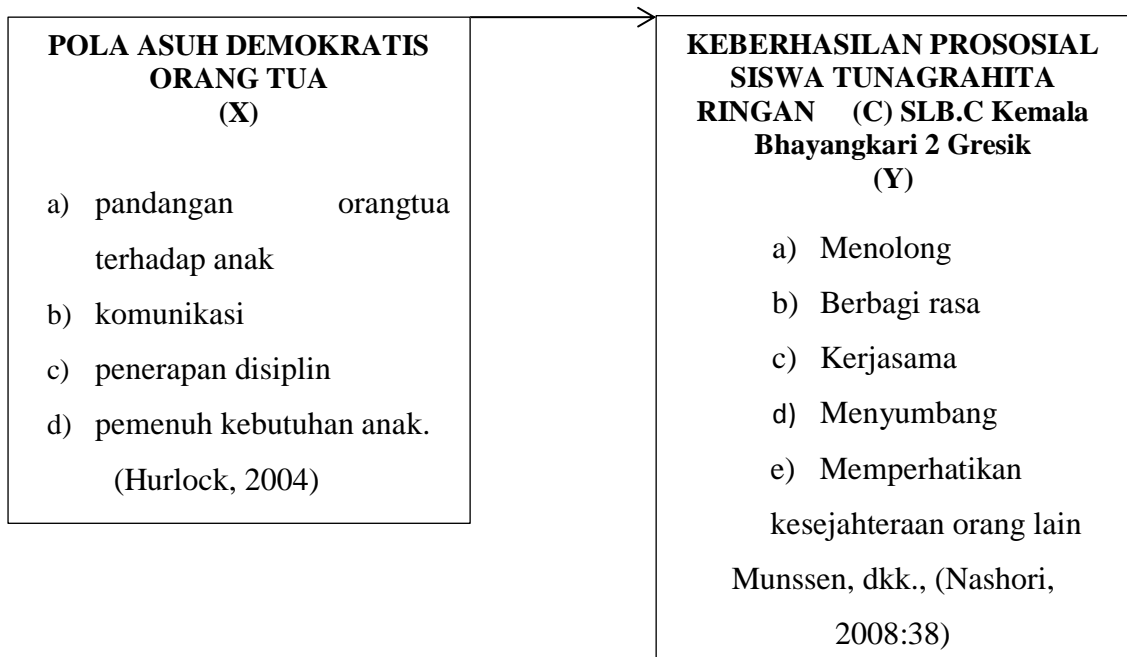 POLA ASUH DEMOKRATIS
ORANG TUA
(X)
a) pandangan orangtua
terhadap anak
b) komunikasi
c) penerapan disiplin
d) pemenuh kebutuhan anak.
(Hurlock, 2004)
KEBERHASILAN PROSOSIAL
SISWA TUNAGRAHITA
RINGAN (C) SLB.C Kemala
Bhayangkari 2 Gresik
(Y)
a) Menolong
b) Berbagi rasa
c) Kerjasama
d) Menyumbang
e) Memperhatikan
kesejahteraan orang lain
Munssen, dkk., (Nashori,
2008:38)